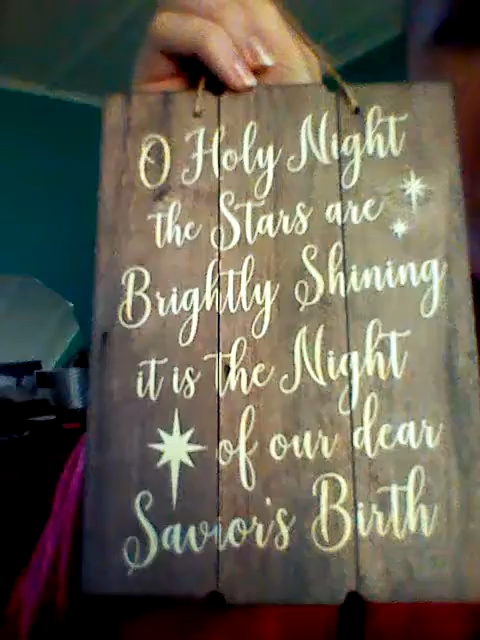 O Holy Night
the Stars are
Brightly Shining
it is the Night
of our dear
Savior's Birth